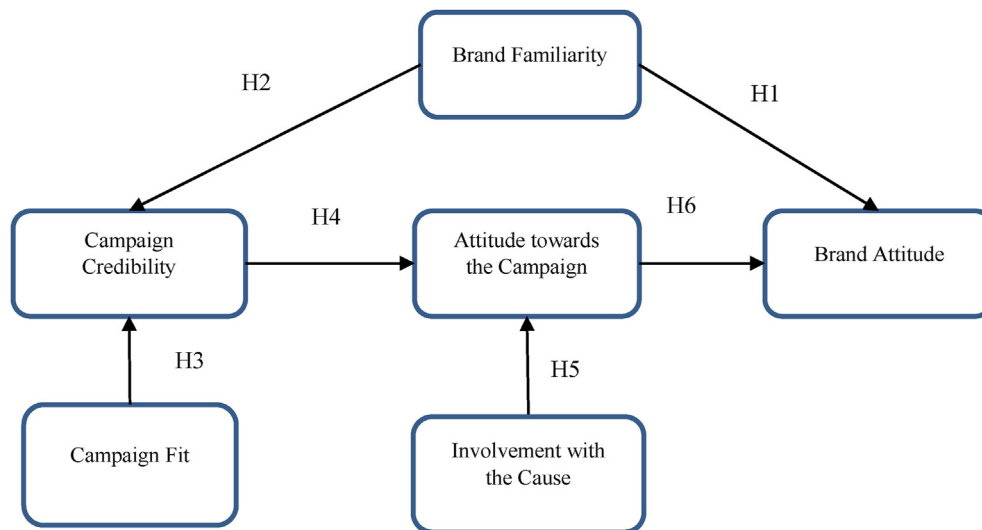 Brand Familiarity
H2
H1
Campaign
Credibility
H4
Attitude towards
the Campaign
H6
Brand Attitude
H3
H5
Campaign Fit
Involvement with
the Cause